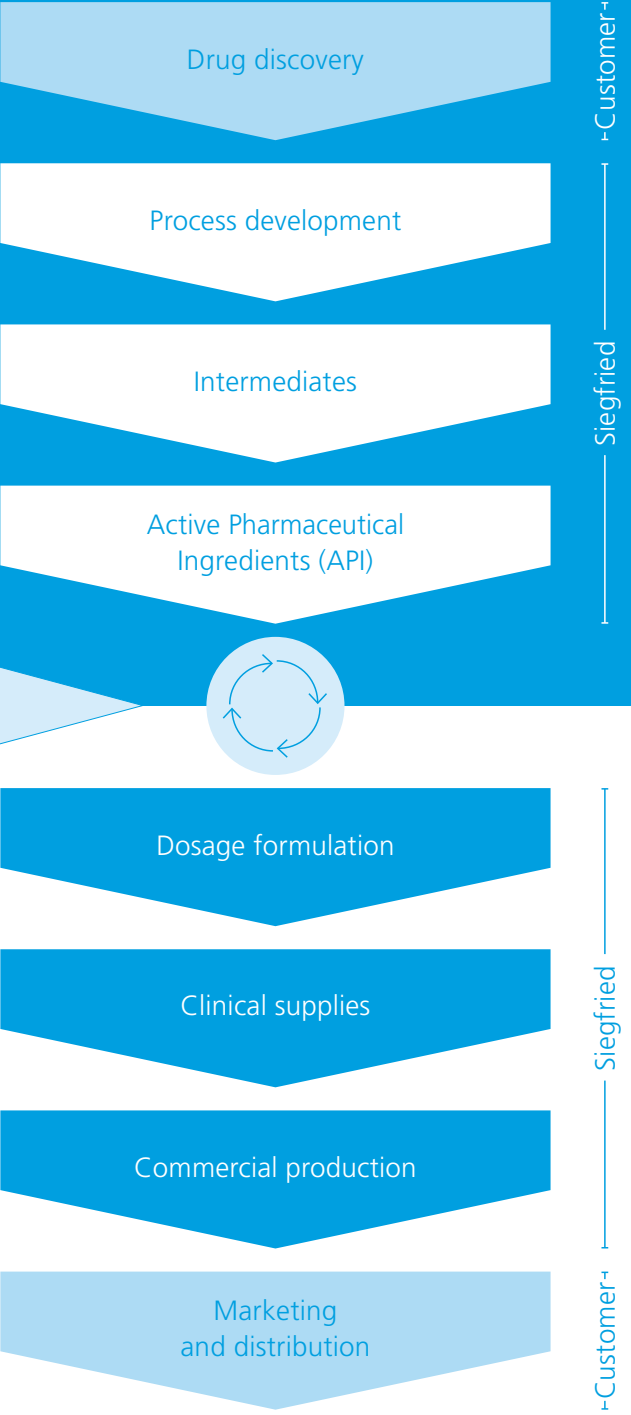 Drug discovery
Customer
Process development
Intermediates
Siegfried
Active Pharmaceutical
Ingredients (API)
Dosage formulation
Clinical supplies
Siegfried
Commercial production
Marketing
and distribution
Customer